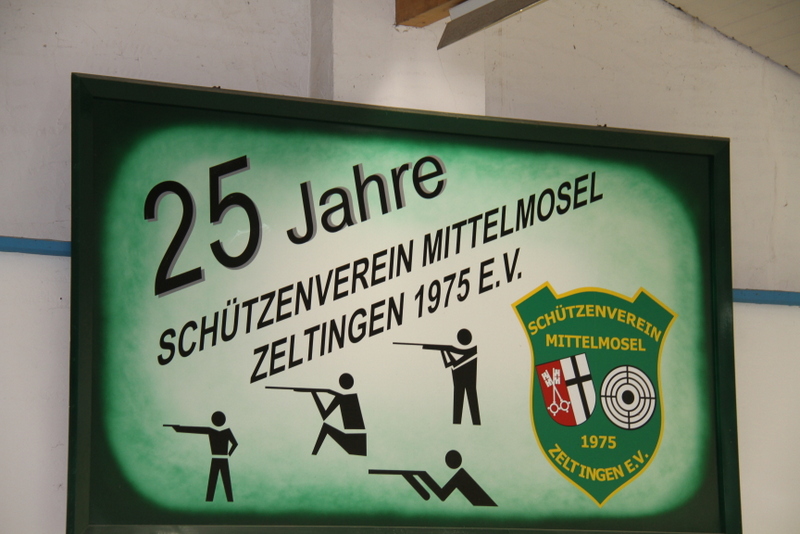 25 Jahre
SCHÜTZENVEREIN MITTELMOSEL
ZELTINGEN 1975 E.V.
SCHÜTZENVEREIN
MITTELMOSEL
1975
ZELTINGEN E.V.